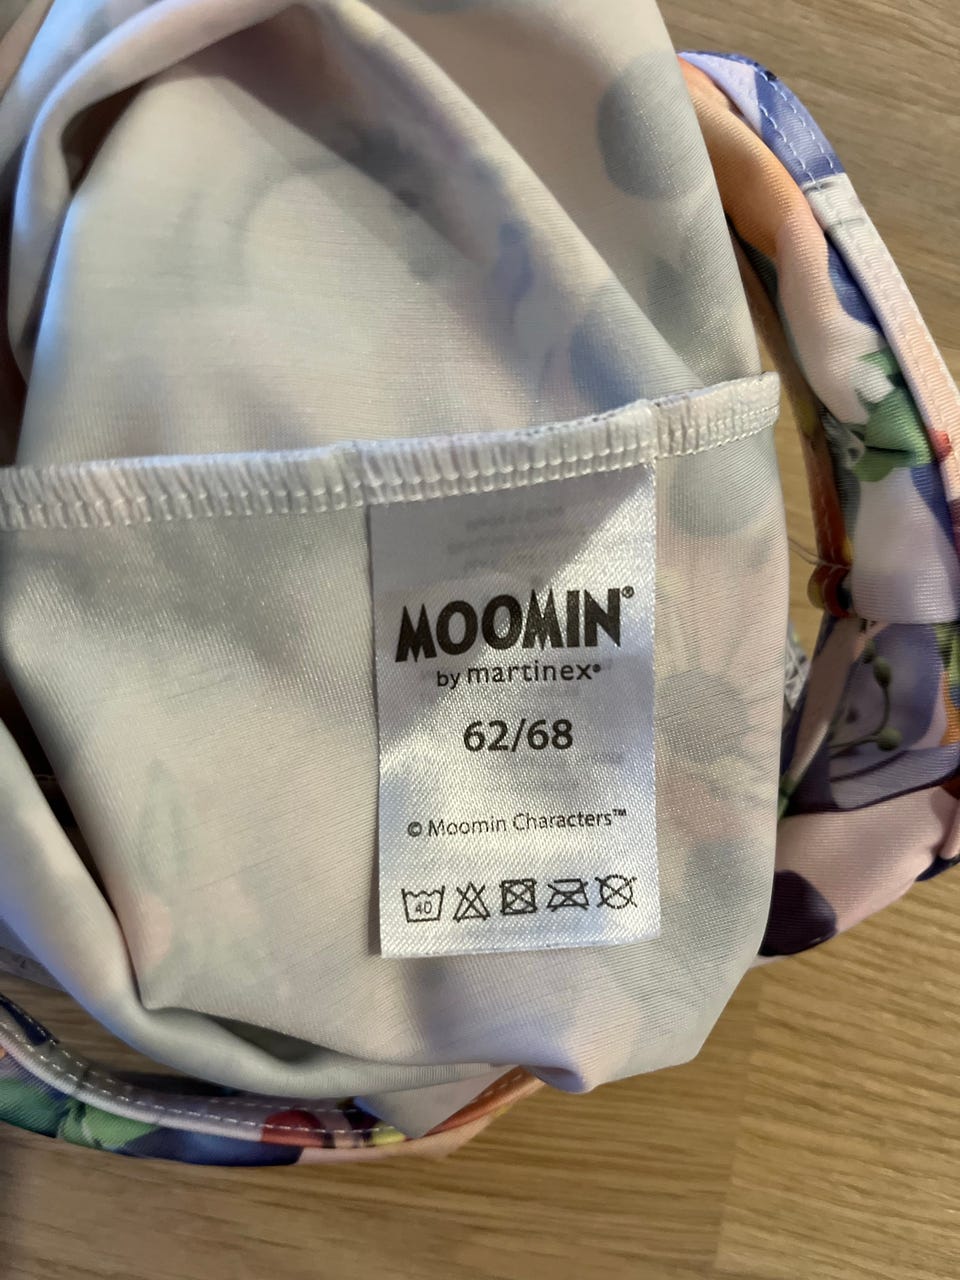 MOOMIN®
by martinex®
62/68
© Moomin Characters™
40